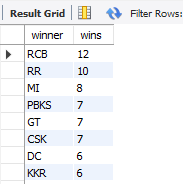 Result Grid Filter Rows:
winner wins
RCB 12
RR 10
MI 8
PBKS 7
GT 7
CSK 7
DC 6
KKR 6